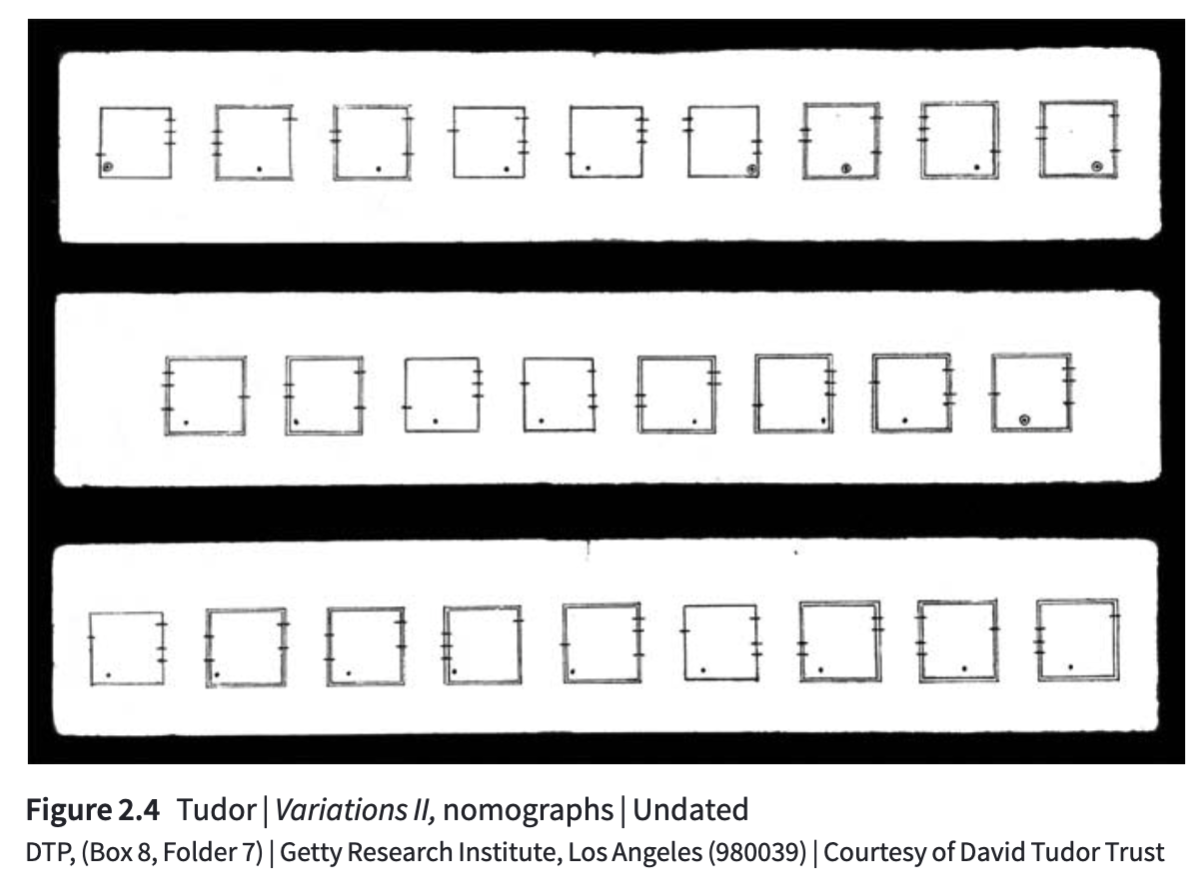 Figure 2.4 Tudor | Variations II, nomographs | Undated
DTP, (Box 8, Folder 7) | Getty Research Institute, Los Angeles (980039) | Courtesy of David Tudor Trust